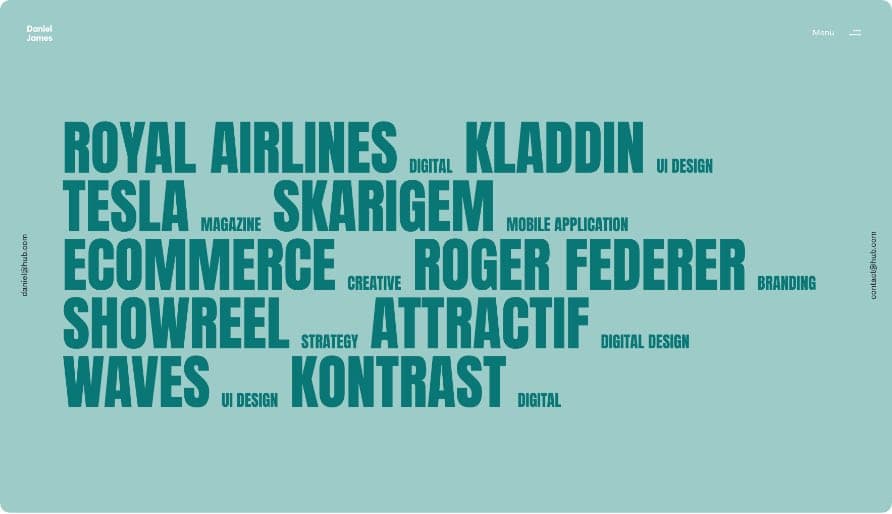 Daniel
James
Menu
ROYAL AIRLINES DIGITAL KLADDIN UI DESIGN
TESLA MAGAZINE SKARIGEM MOBILE APPLICATION
ECOMMERCE CREATIVE ROGER FEDERER BRANDING
SHOWREEL STRATEGY ATTRACTIF DIGITAL DESIGN
WAVES UI DESIGN KONTRAST DIGITAL
daniel@hub.com
contact@hub.com